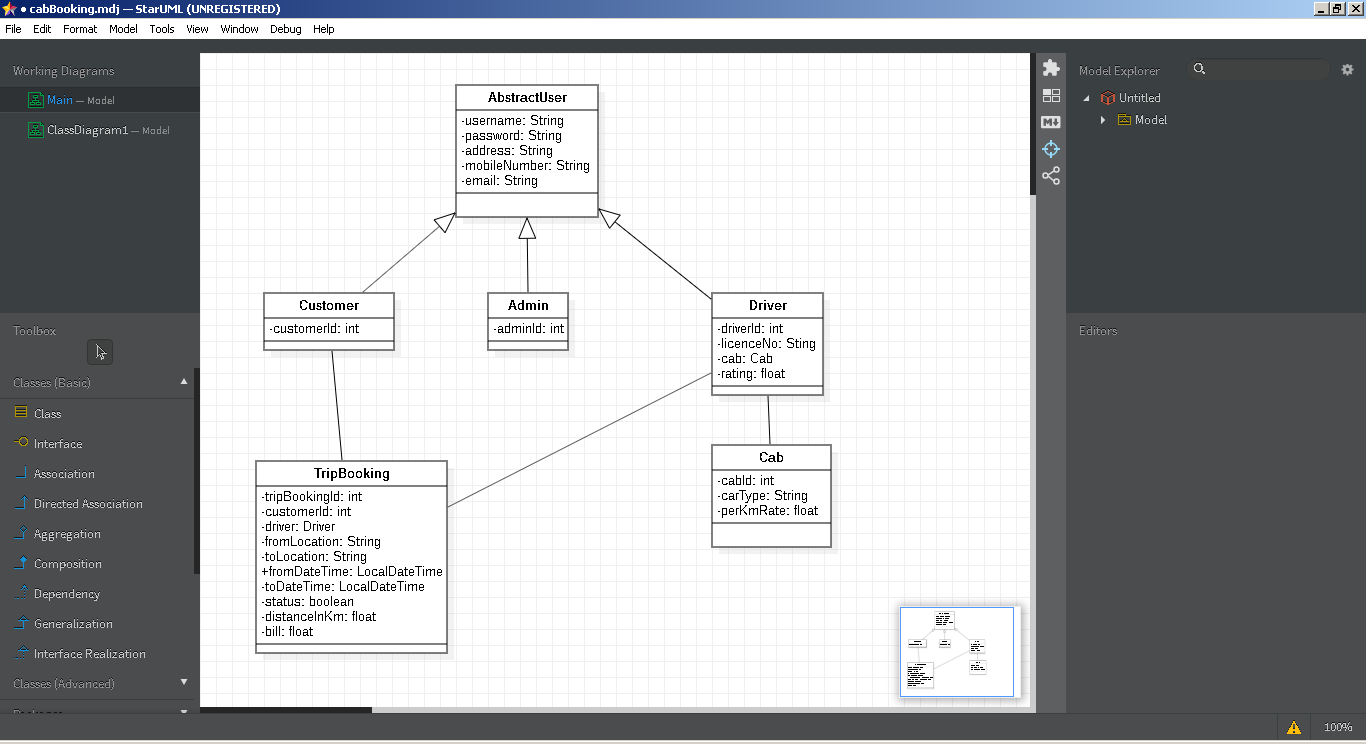 • cabBooking.mdj — StarUML (UNREGISTERED)
File Edit Format Model Tools View Window Debug Help
Working Diagrams
Main — Model
ClassDiagram1 — Model
Toolbox
Classes (Basic)
Class
Interface
Association
Directed Association
Aggregation
Composition
Dependency
Generalization
Interface Realization
Classes (Advanced)
AbstractUser
-username: String
-password: String
-address: String
-mobileNumber: String
-email: String
Customer
-customerId: int
Admin
-adminId: int
Driver
-driverId: int
-licenceNo: Sting
-cab: Cab
-rating: float
TripBooking
-tripBookingId: int
-customerId: int
-driver: Driver
-fromLocation: String
-toLocation: String
+fromDateTime: LocalDateTime
-toDateTime: LocalDateTime
-status: boolean
-distanceInKm: float
-bill: float
Cab
-cabId: int
-carType: String
-perKmRate: float
M
Model Explorer
Untitled
Model
Editors
100%